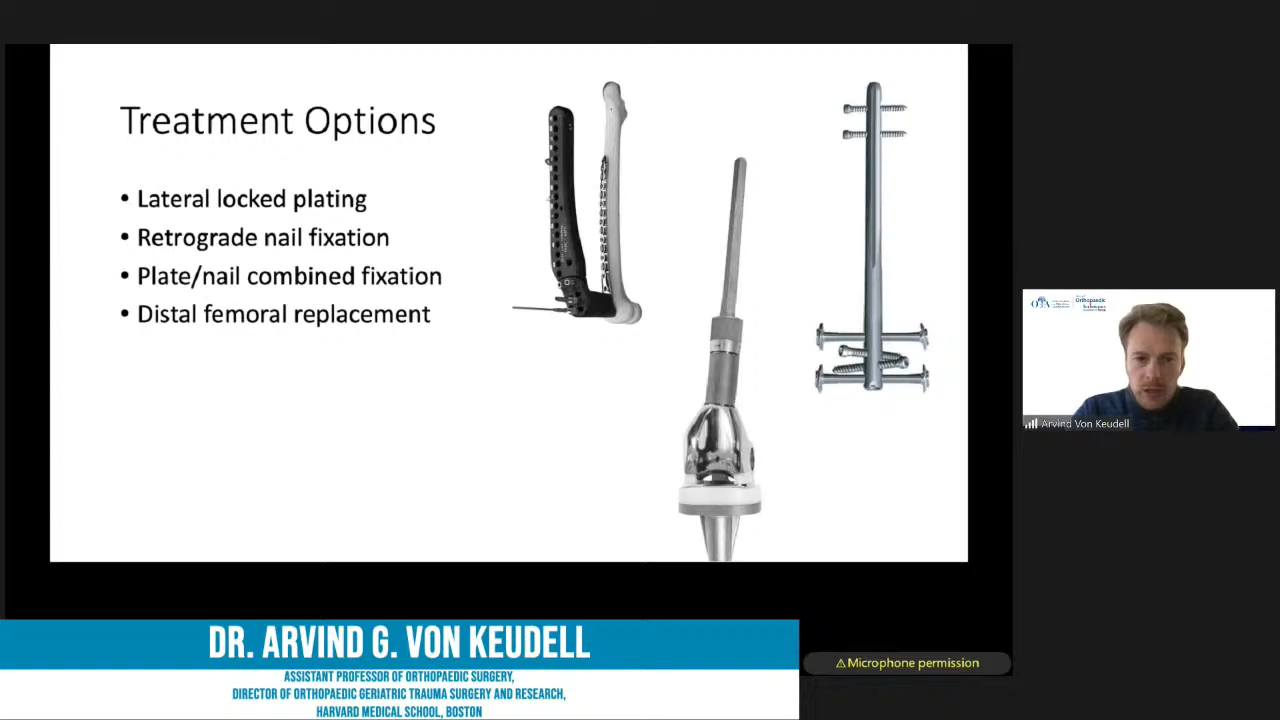 Treatment Options
• Lateral locked plating
• Retrograde nail fixation
• Plate/nail combined fixation
• Distal femoral replacement
Orthopaedic
Techniques
Arvind Von Keudell
⚠Microphone permission
DR. ARVIND G. VON KEUDELL
ASSISTANT PROFESSOR OF ORTHOPAEDIC SURGERY,
DIRECTOR OF ORTHOPAEDIC GERIATRIC TRAUMA SURGERY AND RESEARCH,
HARVARD MEDICAL SCHOOL, BOSTON